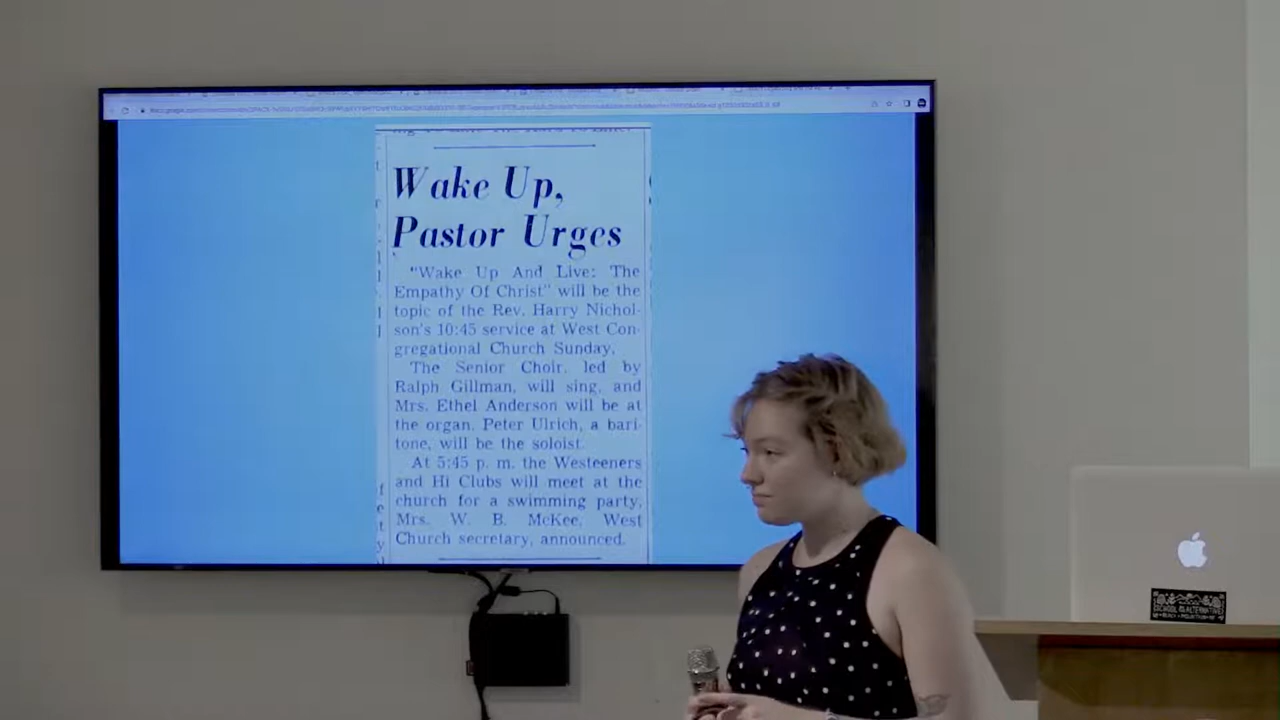 Wake Up,
Pastor Urges
"Wake Up And Live: The
Empathy Of Christ" will be the
topic of the Rev. Harry Nichol-
son's 10:45 service at West Con-
gregational Church Sunday.
The Senior Choir, led by
Ralph Gillman, will sing, and
Mrs. Ethel Anderson will be at
the organ. Peter Ulrich, a bari-
tone, will be the soloist.
At 5:45 p. m. the Westeeners
and Hi Clubs will meet at the
church for a swimming party,
Mrs. W. B. McKee, West
Church secretary, announced.
SCHOOL
ALTERNATIVES